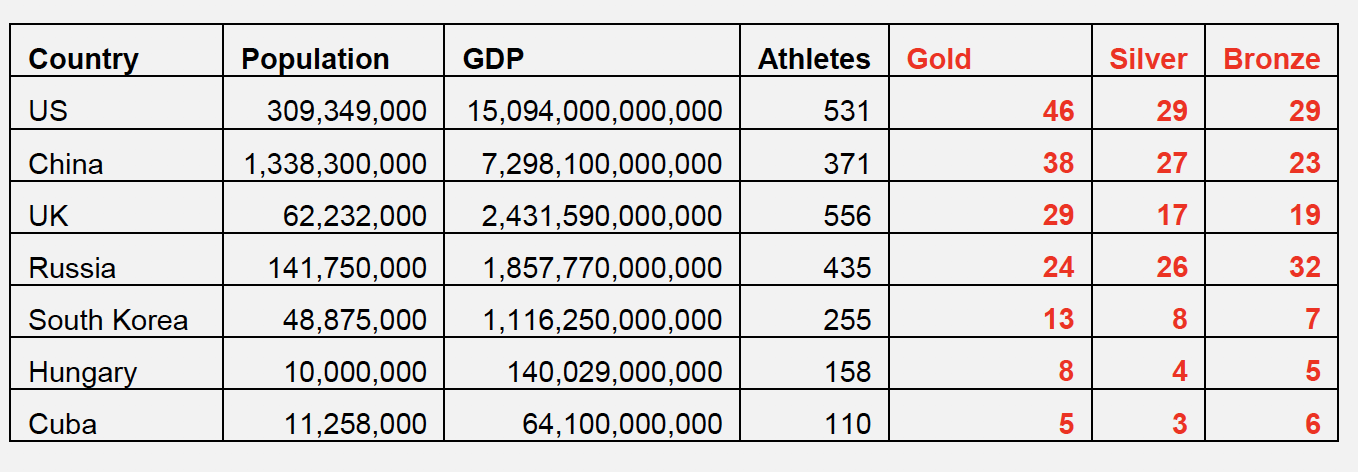 Country Population GDP Athletes Gold Silver Bronze
US 309,349,000 15,094,000,000,000 531 46 29 29
China 1,338,300,000 7,298,100,000,000 371 38 27 23
UK 62,232,000 2,431,590,000,000 556 29 17 19
Russia 141,750,000 1,857,770,000,000 435 24 26 32
South Korea 48,875,000 1,116,250,000,000 255 13 8 7
Hungary 10,000,000 140,029,000,000 158 8 4 5
Cuba 11,258,000 64,100,000,000 110 5 3 6